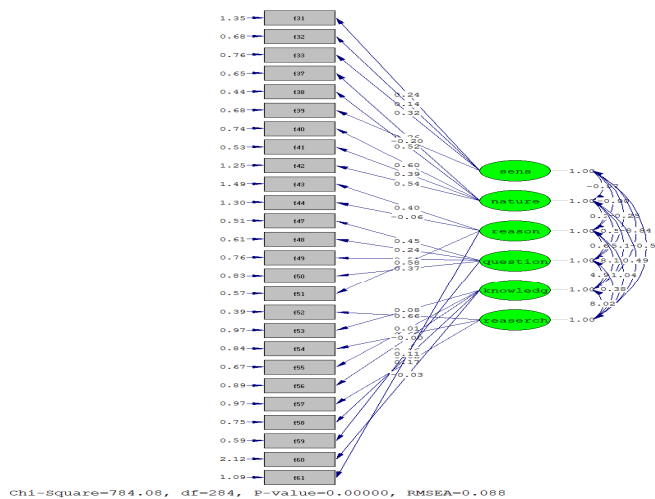 1.35 f31
0.68 f32
0.76 f33
0.65 f37
0.44 f38
0.68 f39
0.74 f40
0.53 f41
1.25 f42
1.49 f43
1.30 f44
0.51 f47
0.61 f48
0.76 f49
0.83 f50
0.57 f51
0.39 f52
0.97 f53
0.84 f54
0.67 f55
0.89 f56
0.97 f57
0.75 f58
0.59 f59
2.12 f60
1.09 f61
0.24
0.14
0.32
-0.20
0.52
0.60
0.39
0.54
0.40
-0.06
0.45
0.24
0.58
0.37
0.08
0.66
0.01
0.11
0.17
-0.03
sens 1.00
nature 1.00
reason 1.00
question 1.00
knowledg 1.00
reaserch 1.00
8.02
Chi-Square=784.08, df=284, P-value=0.00000, RMSEA=0.088